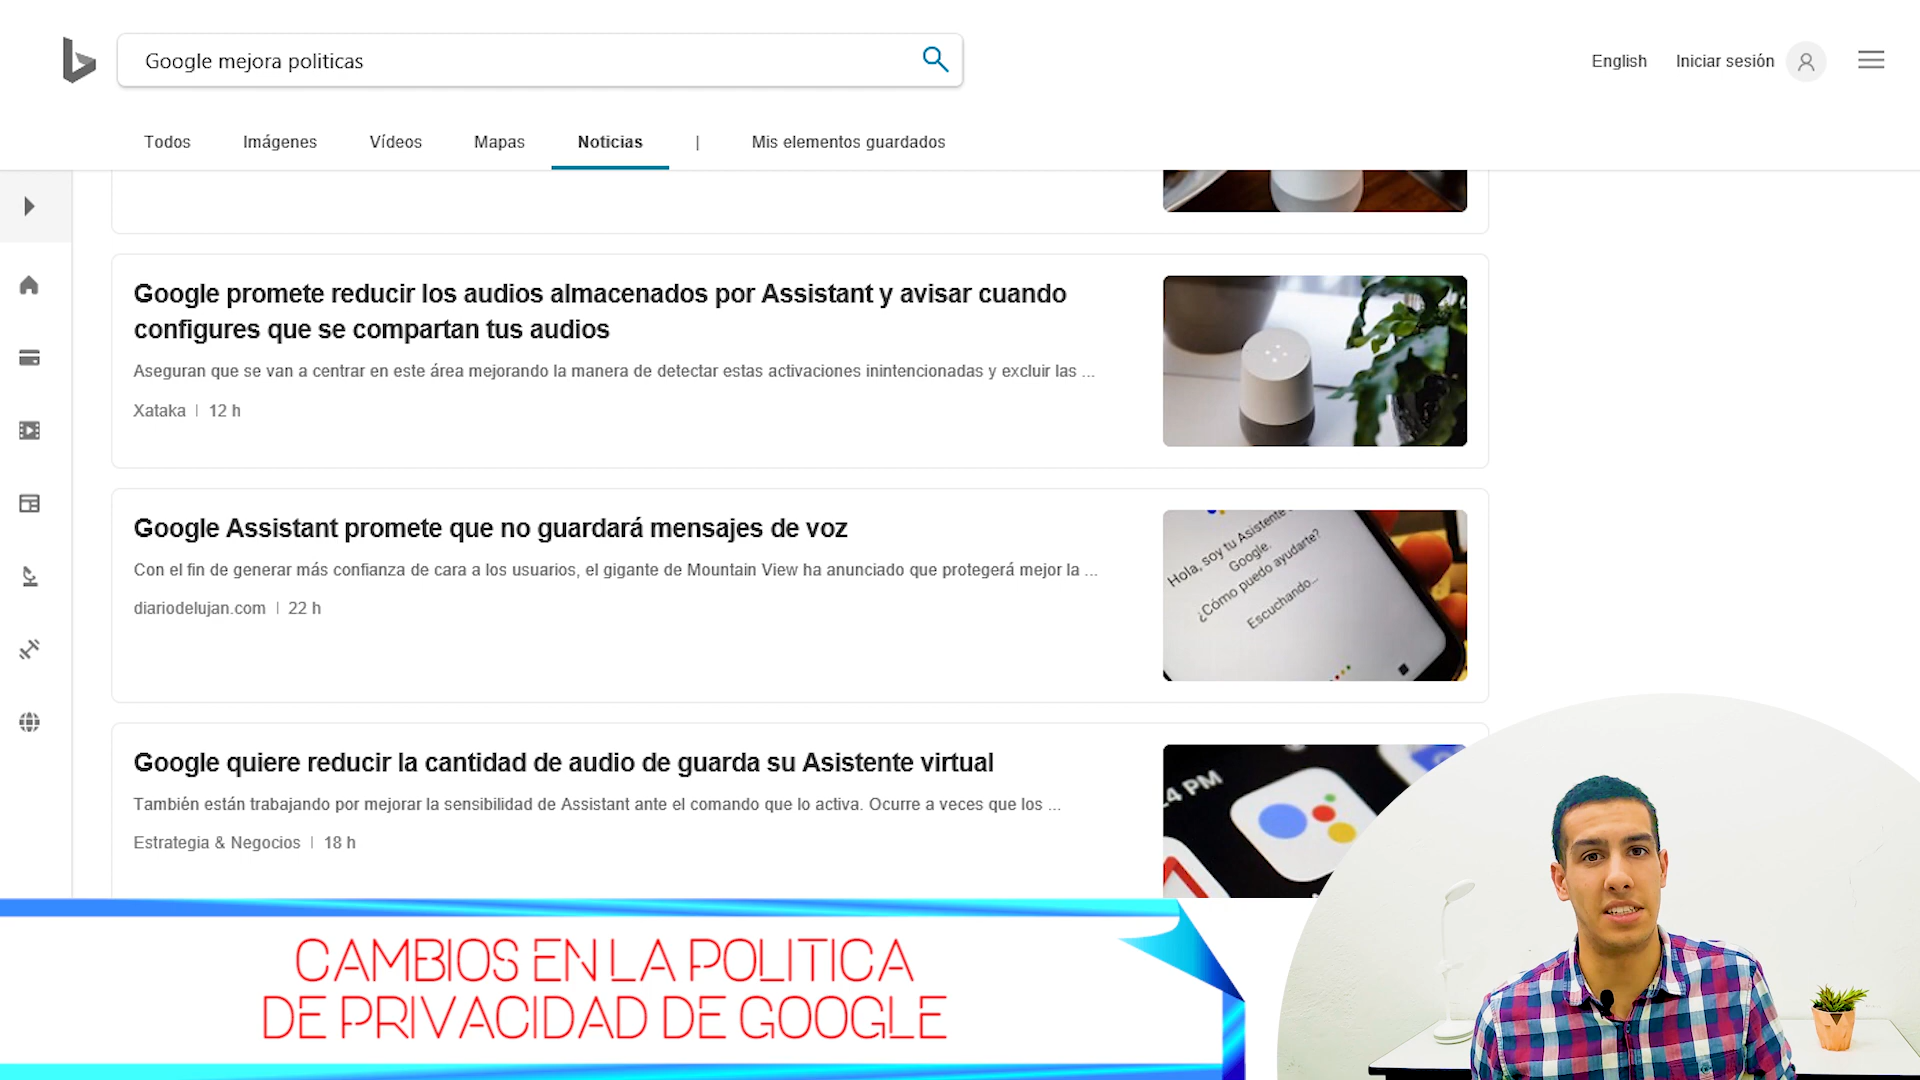 Google mejora politicas
English
Iniciar sesión
Todos
Imágenes
Vídeos
Mapas
Noticias
|
Mis elementos guardados
Google promete reducir los audios almacenados por Assistant y avisar cuando
configures que se compartan tus audios
Aseguran que se van a centrar en este área mejorando la manera de detectar estas activaciones inintencionadas y excluir las ...
Xataka | 12 h
Google Assistant promete que no guardará mensajes de voz
Con el fin de generar más confianza de cara a los usuarios, el gigante de Mountain View ha anunciado que protegerá mejor la ...
diariodelujan.com | 22 h
Hola, soy tu Asistente
Google.
¿Cómo puedo ayudarte?
Escuchando...
Google quiere reducir la cantidad de audio de guarda su Asistente virtual
También están trabajando por mejorar la sensibilidad de Assistant ante el comando que lo activa. Ocurre a veces que los ...
Estrategia & Negocios | 18 h
4 PM
CAMBIOS EN LA POLITICA
DE PRIVACIDAD DE GOOGLE